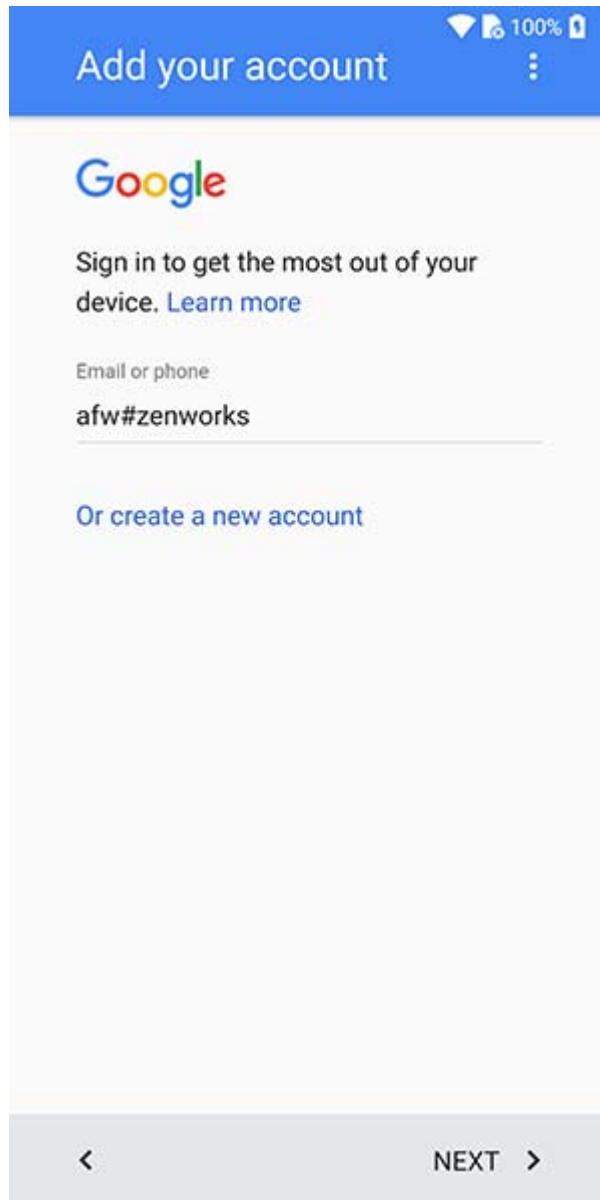 100%
Add your account
Google
Sign in to get the most out of your
device. Learn more
Email or phone
afw#zenworks
Or create a new account
NEXT